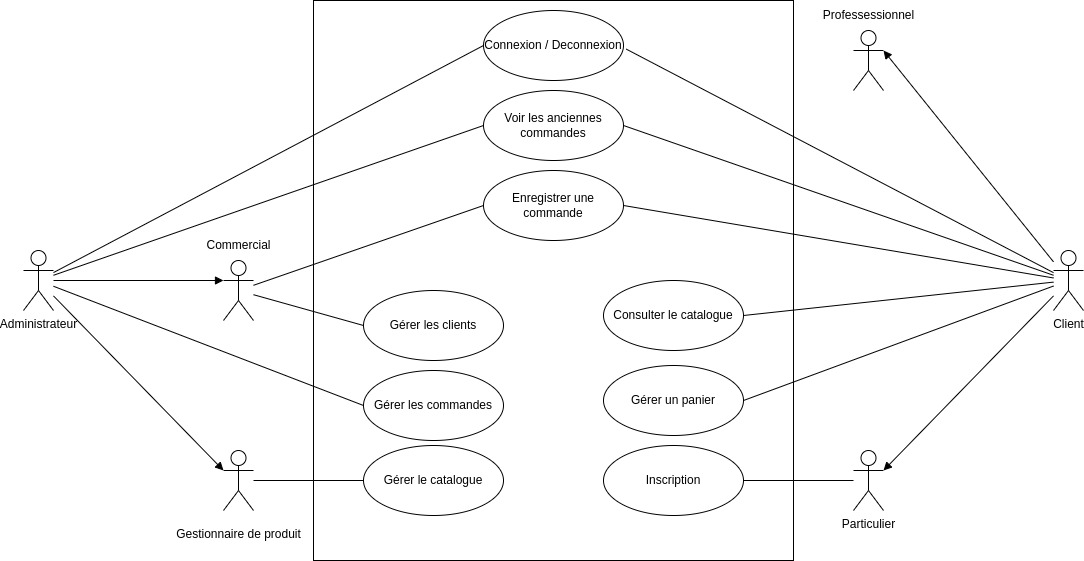 Professessionnel
Connexion / Deconnexion
Voir les anciennes
commandes
Enregistrer une
commande
Commercial
Administrateur
Client
Gérer les clients
Consulter le catalogue
Gérer les commandes
Gérer un panier
Gérer le catalogue
Inscription
Gestionnaire de produit
Particulier